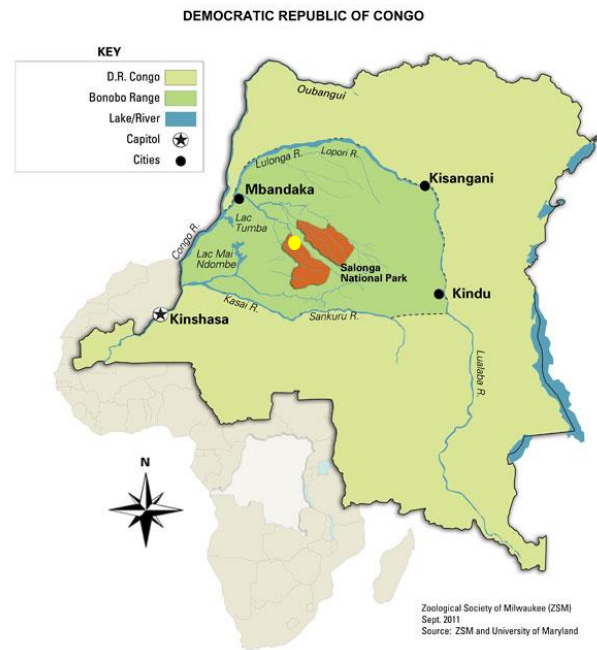 DEMOCRATIC REPUBLIC OF CONGO
KEY
D.R. Congo
Bonobo Range
Lake/River
Capitol
Cities
Oubangui
Lulonga R.
Lopori R.
Mbandaka
Kisangani
Congo R.
Lac
Tumba
Lac Mai
Ndombe
Salonga
National Park
Kindu
Kasai R.
Sankuru R.
Kinshasa
Lualaba R.
N
Zoological Society of Milwaukee (ZSM)
Sept. 2011
Source: ZSM and University of Maryland